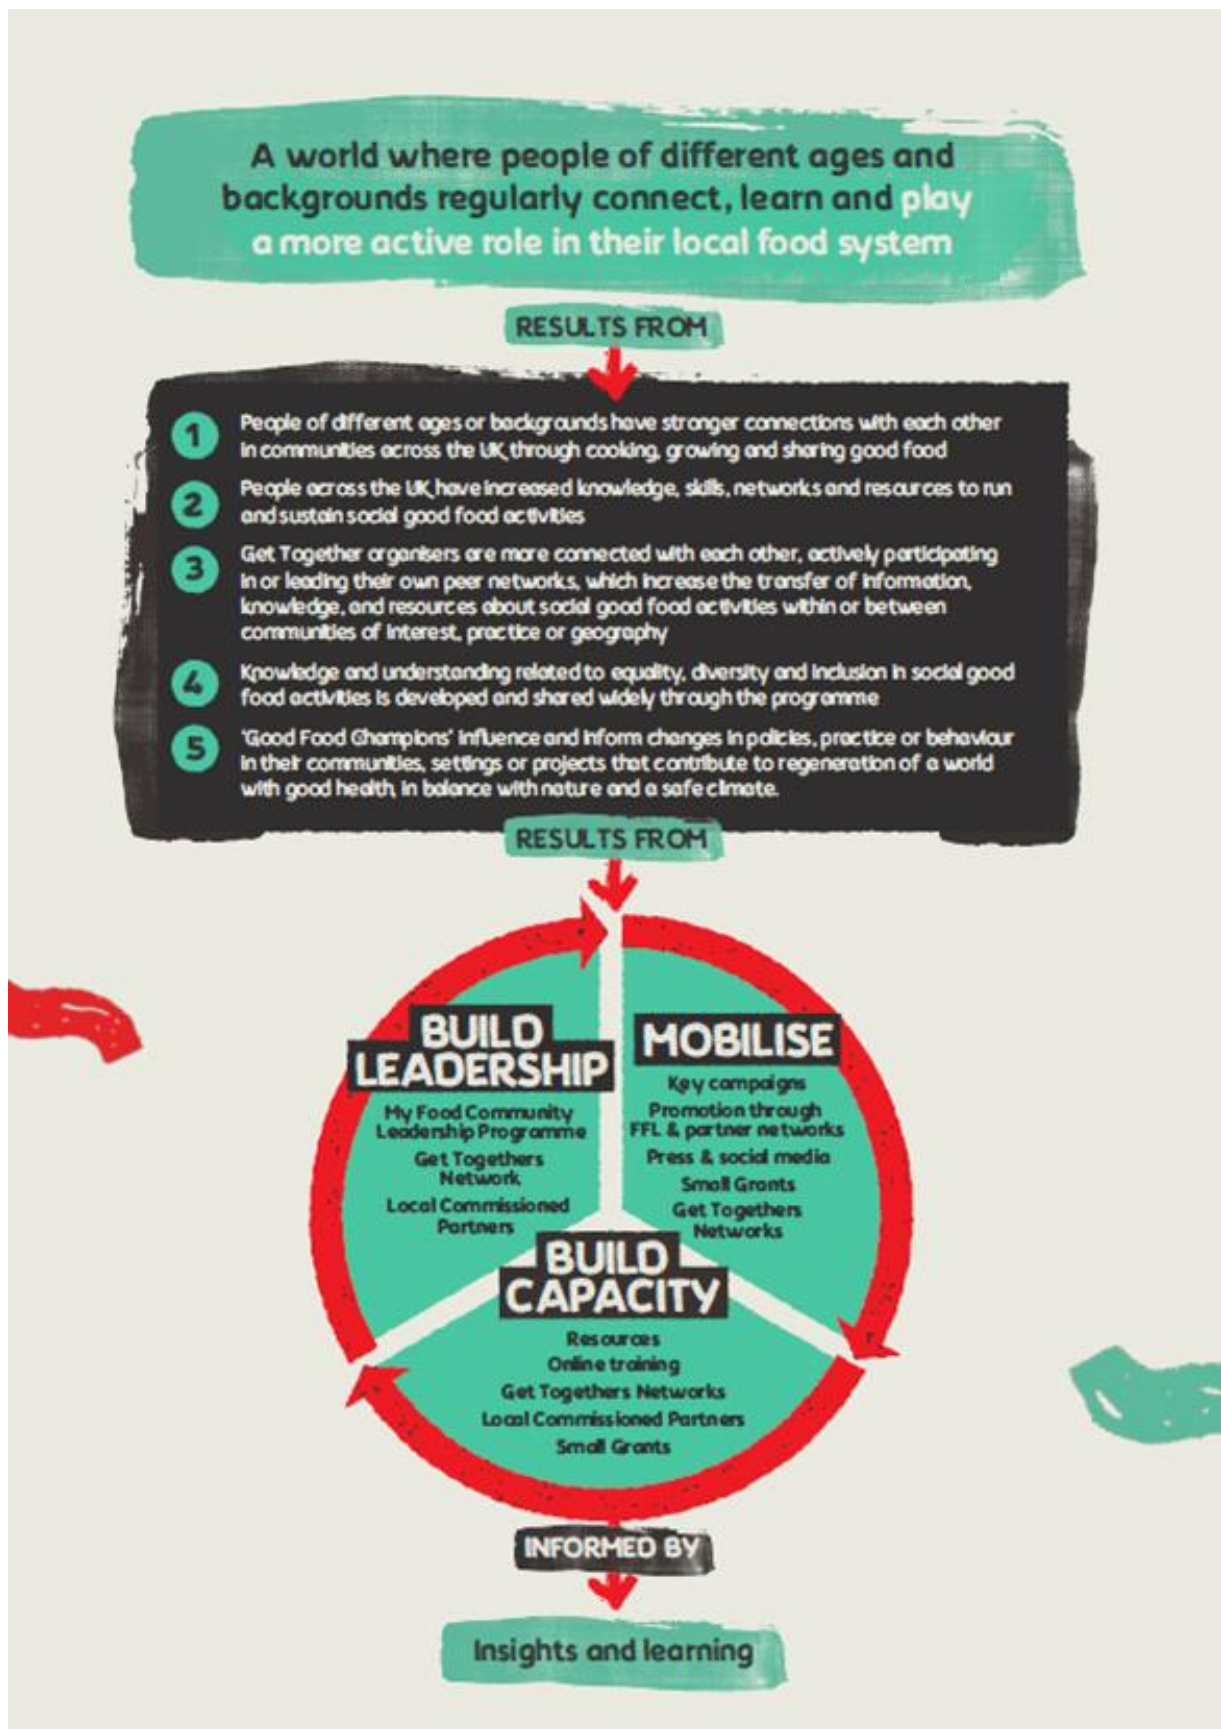 A world where people of different ages and
backgrounds regularly connect, learn and play
a more active role in their local food system
RESULTS FROM
1
People of different ages or backgrounds have stronger connections with each other
in communities across the UK, through cooking, growing and sharing good food
2
People across the UK, have increased knowledge, skills, networks and resources to run
and sustain social good food activities
3
Get Together organisers are more connected with each other, actively participating
in or leading their own peer networks, which increase the transfer of information,
knowledge, and resources about social good food activities within or between
communities of interest, practice or geography
4
Knowledge and understanding related to equality, diversity and inclusion in social good
food activities is developed and shared widely through the programme
5
'Good Food Champions' influence and inform changes in policies, practice or behaviour
in their communities, settings or projects that contribute to regeneration of a world
with good health, in balance with nature and a safe climate.
RESULTS FROM
BUILD
LEADERSHIP
My Food Community
Leadership Programme
Get Togethers
Network
Local Commissioned
Partners
MOBILISE
Key campaigns
Promotion through
FFL & partner networks
Press & social media
Small Grants
Get Togethers
Networks
BUILD
CAPACITY
Resources
Online training
Get Togethers Networks
Local Commissioned Partners
Small Grants
INFORMED BY
Insights and learning